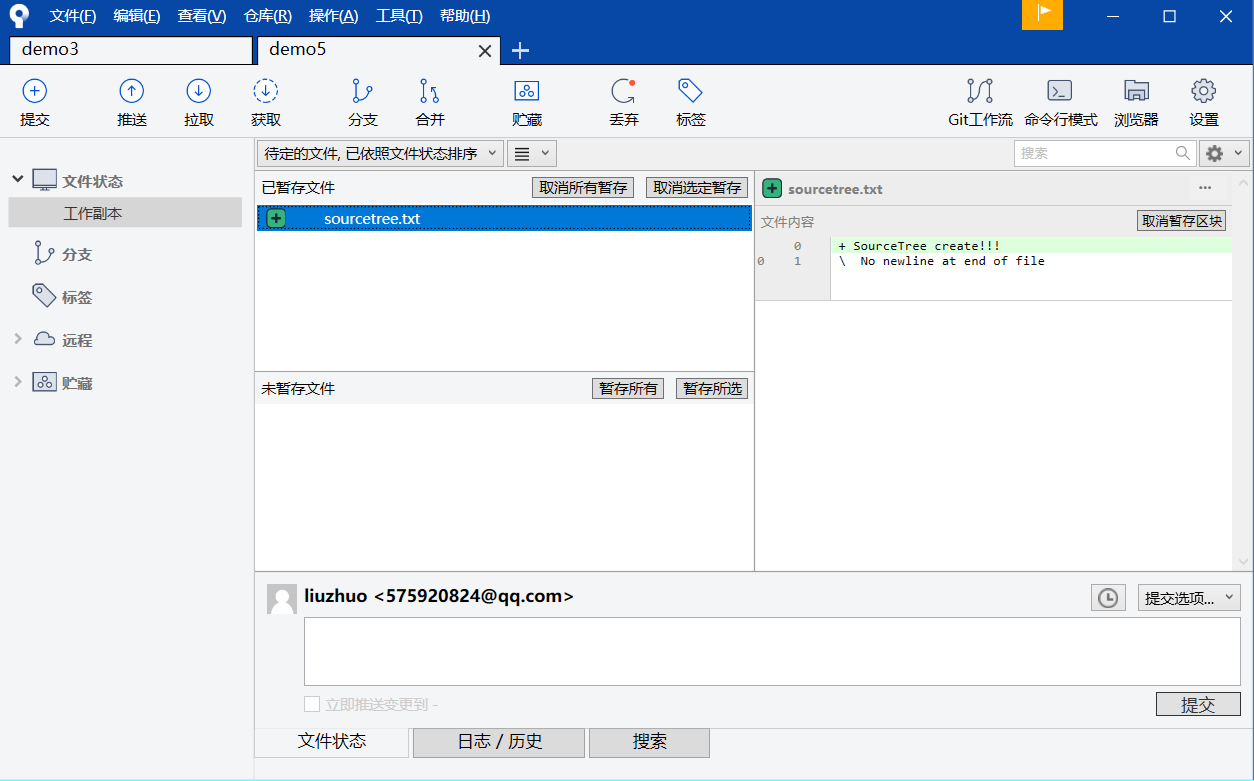 文件(F) 编辑(E) 查看(V) 仓库(R) 操作(A) 工具(T) 帮助(H)
demo3 demo5
提交 推送 拉取 获取 分支 合并 贮藏 丢弃 标签 Git工作流 命令行模式 浏览器 设置
待定的文件, 已依照文件状态排序 搜索
文件状态
工作副本
分支
标签
远程
贮藏
已暂存文件 取消所有暂存 取消选定暂存
sourcetree.txt
未暂存文件 暂存所有 暂存所选
sourcetree.txt ···
文件内容 取消暂存区块
0 + SourceTree create!!!
0 1 \ No newline at end of file
liuzhuo <575920824@qq.com> 提交选项...
立即推送变更到 - 提交
文件状态 日志 / 历史 搜索